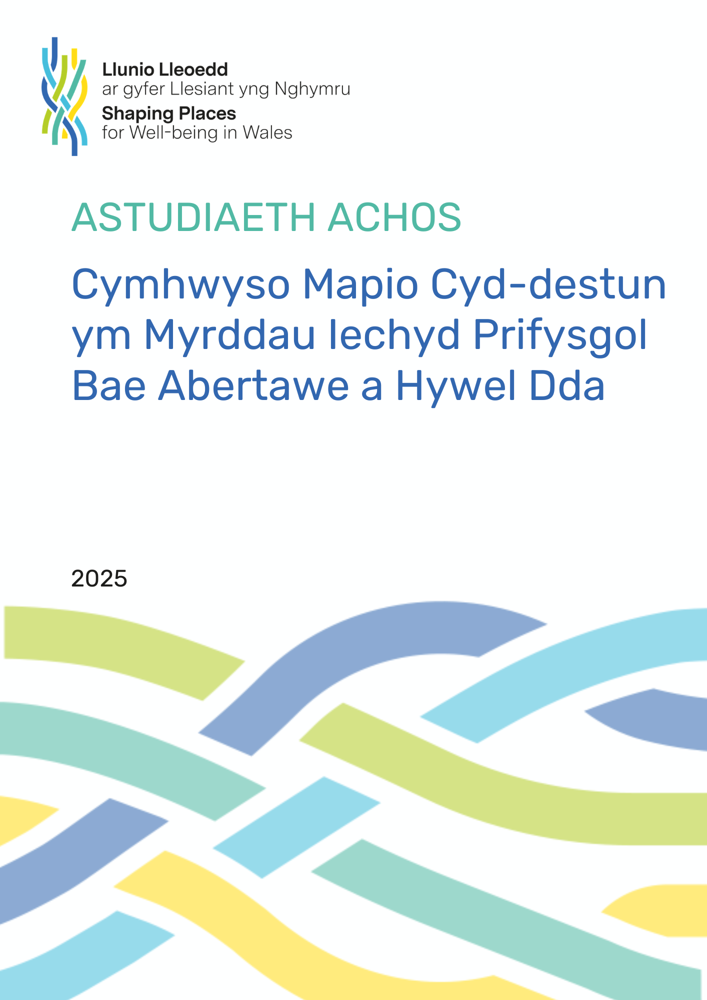 Llunio Lleoedd
ar gyfer Llesiant yng Nghymru
Shaping Places
for Well-being in Wales
ASTUDIAETH ACHOS
Cymhwyso Mapio Cyd-destun
ym Myrddau Iechyd Prifysgol
Bae Abertawe a Hywel Dda
2025